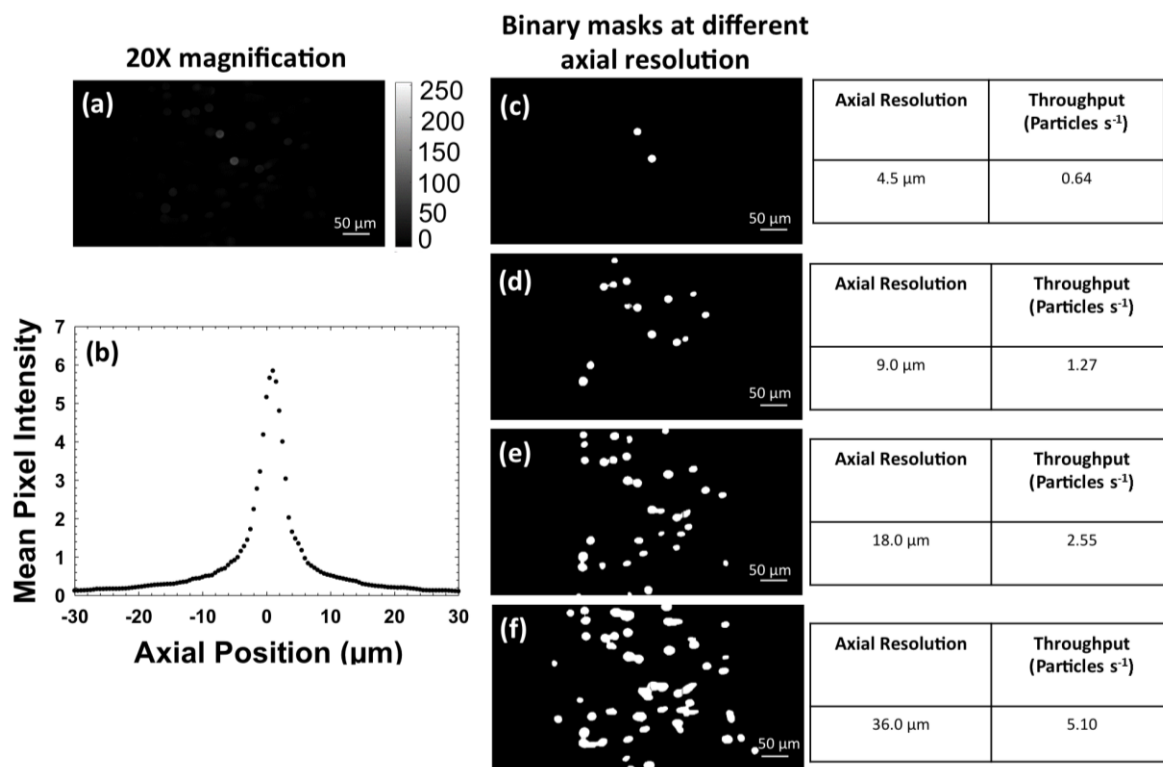 20X magnification
Binary masks at different
axial resolution
(a)
250
200
150
100
50
0
50 µm
(b)
7
6
5
4
3
2
1
0
-30
-20
-10
0
10
20
30
Mean Pixel Intensity
Axial Position (µm)
(c)
50 µm
Axial Resolution
Throughput
(Particles s-1)
4.5 µm
0.64
(d)
50 µm
Axial Resolution
Throughput
(Particles s-1)
9.0 µm
1.27
(e)
50 µm
Axial Resolution
Throughput
(Particles s-1)
18.0 µm
2.55
(f)
50 µm
Axial Resolution
Throughput
(Particles s-1)
36.0 µm
5.10